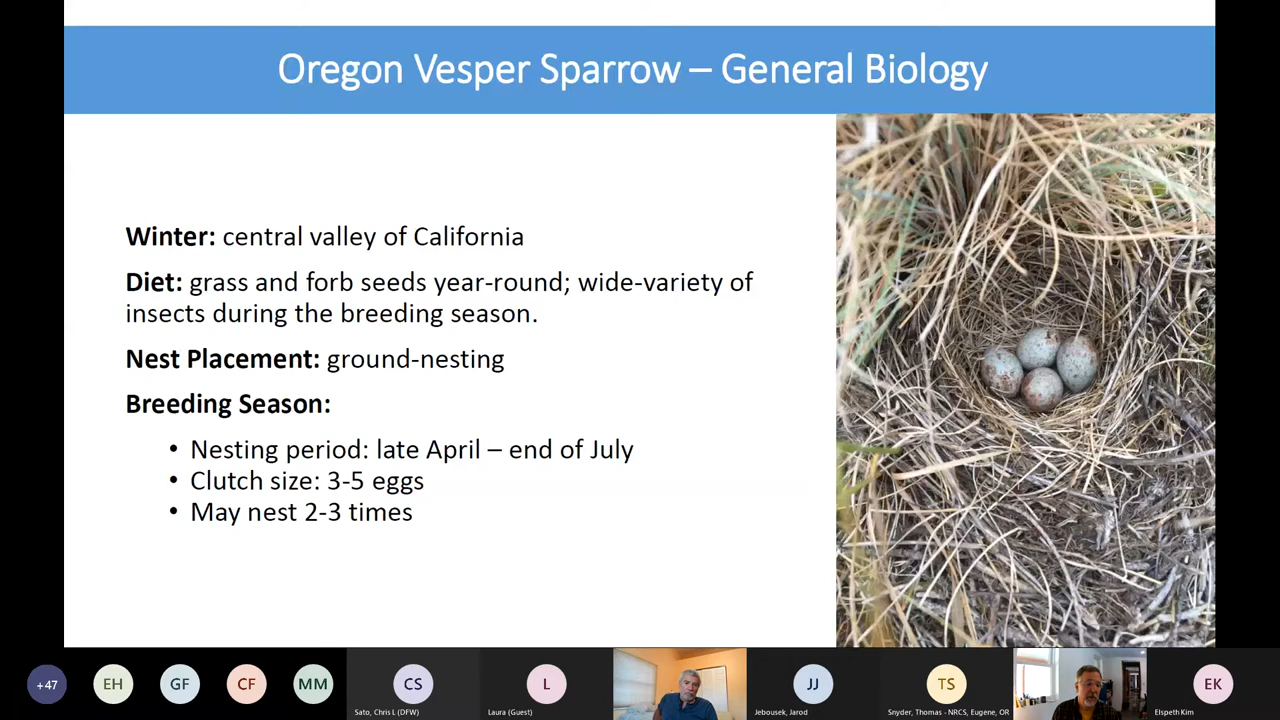 Oregon Vesper Sparrow – General Biology
Winter: central valley of California
Diet: grass and forb seeds year-round; wide-variety of
insects during the breeding season.
Nest Placement: ground-nesting
Breeding Season:
• Nesting period: late April – end of July
• Clutch size: 3-5 eggs
• May nest 2-3 times
+47
EH
GF
CF
MM
CS
L
JJ
TS
EK
Sato, Chris L (DFW)
Laura (Guest)
Jebousek, Jarod
Snyder, Thomas - NRCS, Eugene, OR
Elspeth Kim